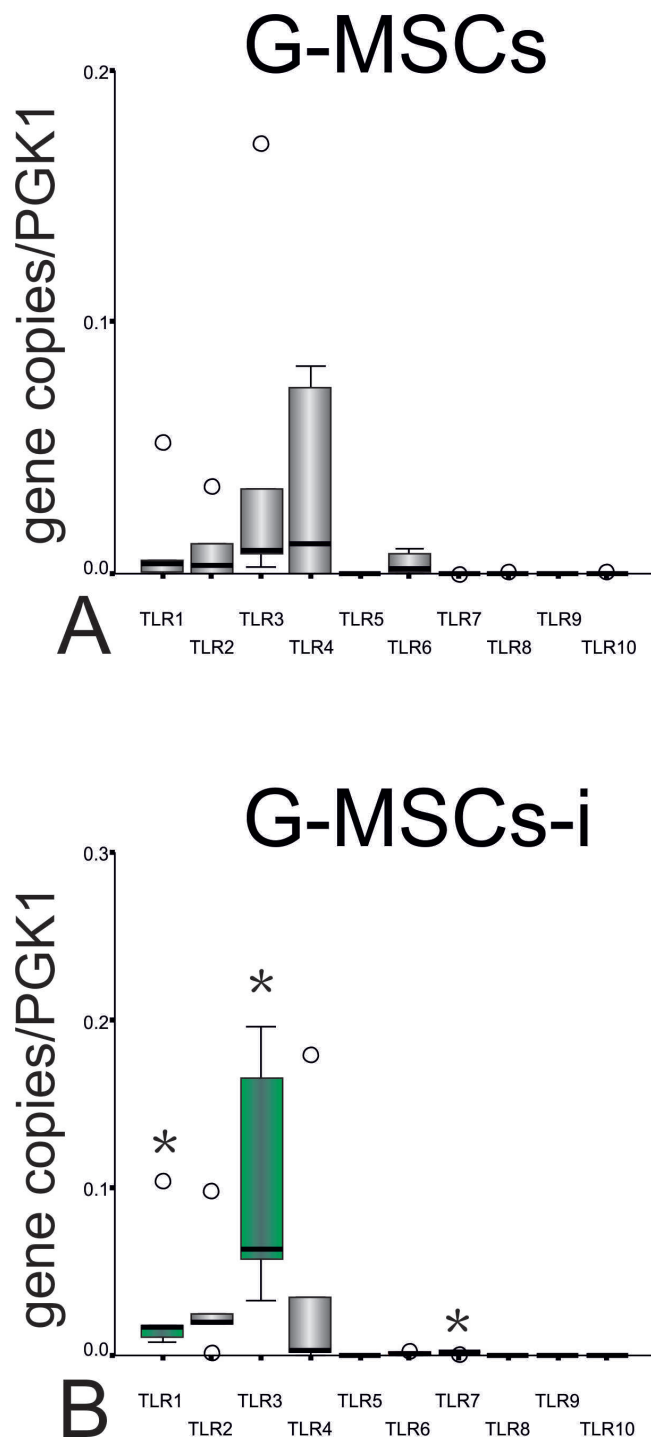 G-MSCs
gene copies/PGK1
0.2
0.1
0.0
A
TLR1 TLR3 TLR5 TLR7 TLR9
TLR2 TLR4 TLR6 TLR8 TLR10
G-MSCs-i
gene copies/PGK1
0.3
0.2
*
*
0.1
*
0.0
B
TLR1 TLR3 TLR5 TLR7 TLR9
TLR2 TLR4 TLR6 TLR8 TLR10